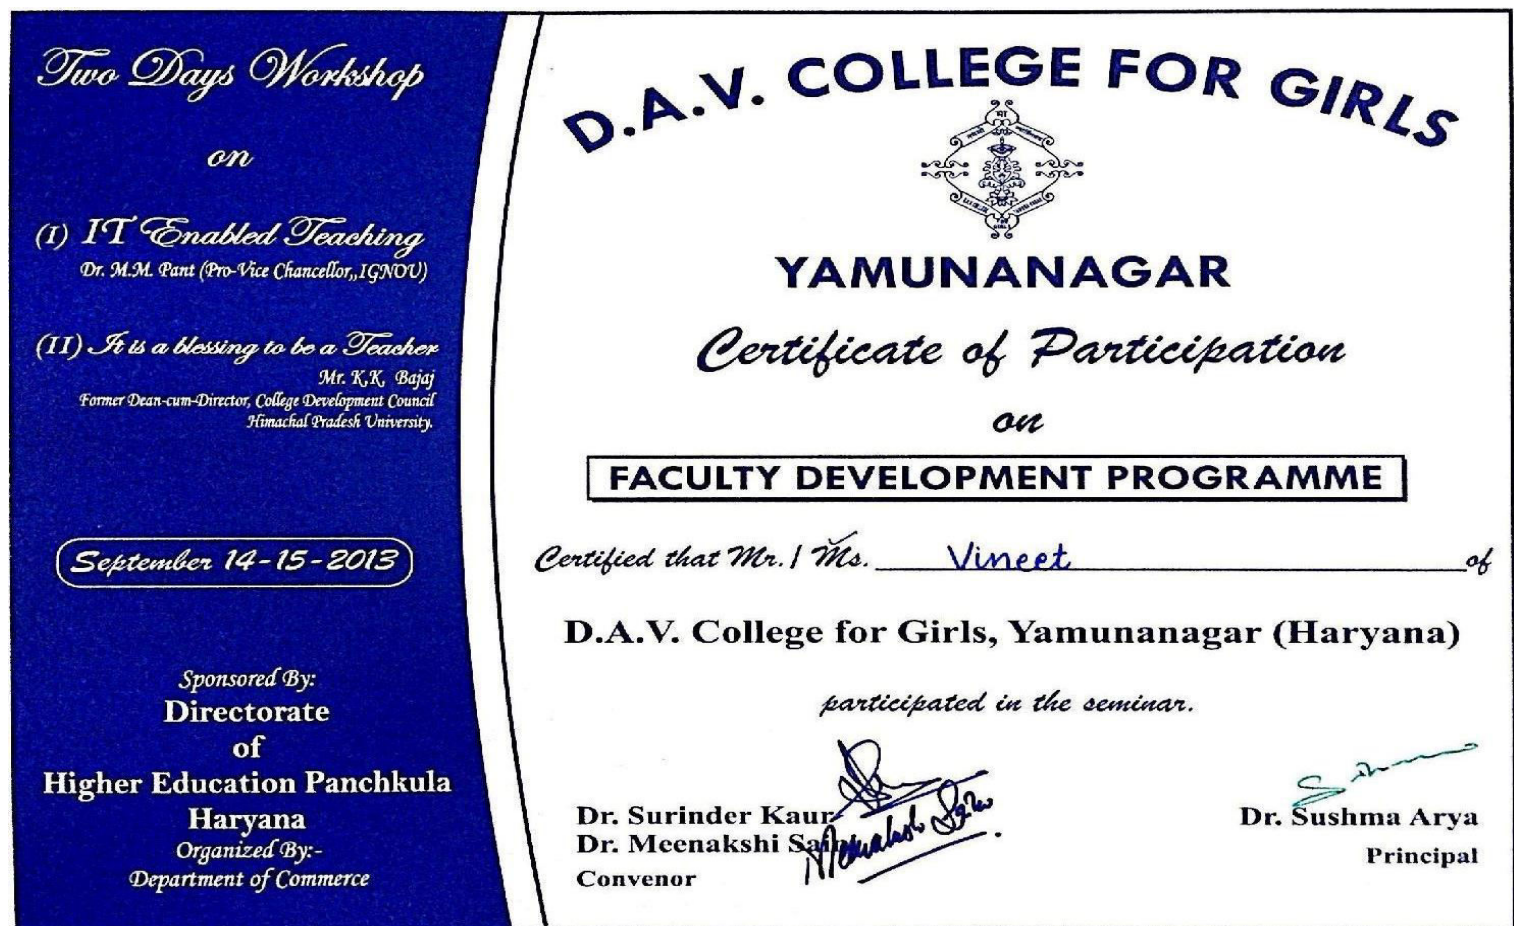 Two Days Workshop
on
(I) IT Enabled Teaching
Dr. M.M. Pant (Pro-Vice Chancellor,,IGNOU)
(II) It is a blessing to be a Teacher
Mr. K.K. Bajaj
Former Dean-cum-Director, College Development Council
Himachal Pradesh University.
September 14-15-2013
Sponsored By:
Directorate
of
Higher Education Panchkula
Haryana
Organized By:-
Department of Commerce
D.A.V. COLLEGE FOR GIRLS
YAMUNANAGAR
Certificate of Participation
on
FACULTY DEVELOPMENT PROGRAMME
Certified that Mr. / Ms. Vineet of
D.A.V. College for Girls, Yamunanagar (Haryana)
participated in the seminar.
Dr. Surinder Kaur
Dr. Meenakshi
Convenor
Dr. Sushma Arya
Principal